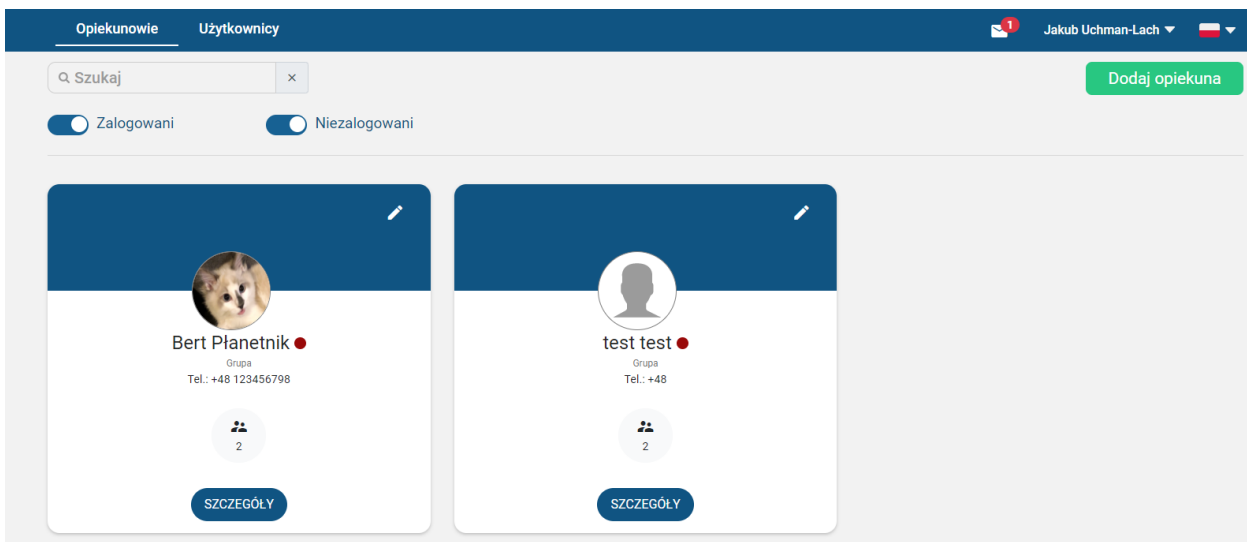 Opiekunowie Użytkownicy 1 Jakub Uchman-Lach
Szukaj × Dodaj opiekuna
Zalogowani Niezalogowani
Bert Płanetnik
Grupa
Tel.: +48 123456798
2
SZCZEGÓŁY
test test
Grupa
Tel.: +48
2
SZCZEGÓŁY